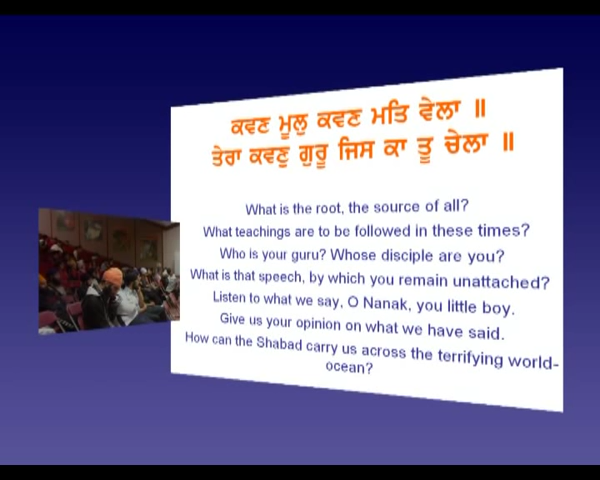 ਕਵਣ ਮੂਲੁ ਕਵਣ ਮਤਿ ਵੇਲਾ ॥
ਤੇਰਾ ਕਵਣੁ ਗੁਰੂ ਜਿਸ ਕਾ ਤੂ ਚੇਲਾ ॥
What is the root, the source of all?
What teachings are to be followed in these times?
Who is your guru? Whose disciple are you?
What is that speech, by which you remain unattached?
Listen to what we say, O Nanak, you little boy.
Give us your opinion on what we have said.
How can the Shabad carry us across the terrifying world-
ocean?